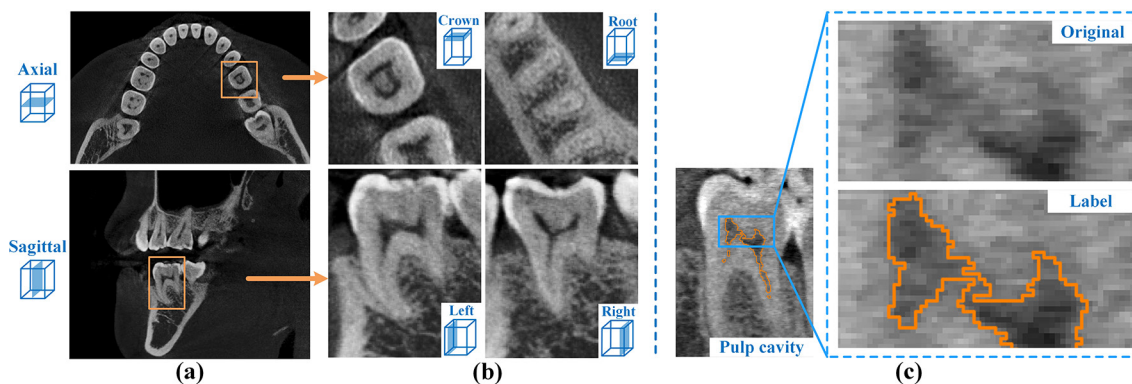 Axial
Crown
Root
Original
Sagittal
Label
Left
Right
Pulp cavity
(a)
(b)
(c)